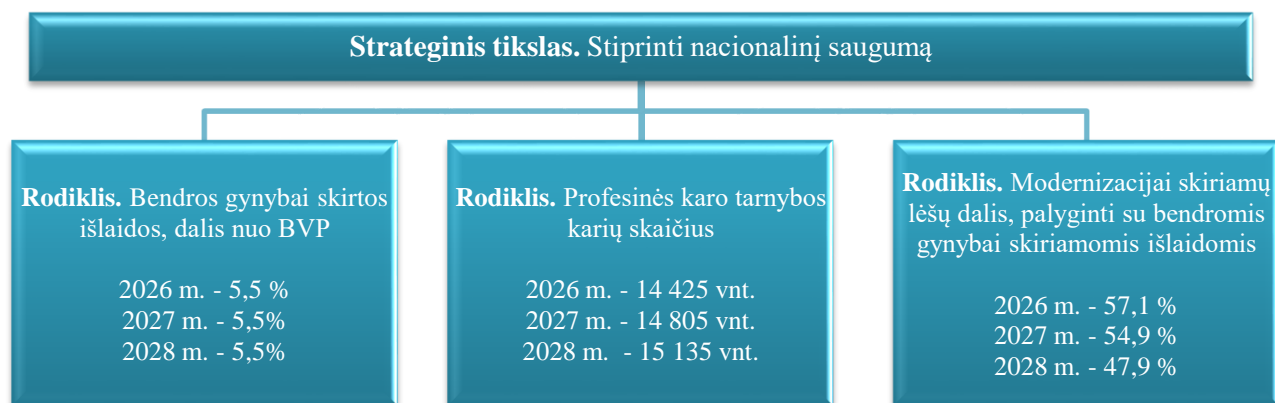 Strateginis tikslas. Stiprinti nacionalinį saugumą
Rodiklis. Bendros gynybai skirtos
išlaidos, dalis nuo BVP
2026 m. - 5,5 %
2027 m. - 5,5%
2028 m. - 5,5%
Rodiklis. Profesinės karo tarnybos
karių skaičius
2026 m. - 14 425 vnt.
2027 m. - 14 805 vnt.
2028 m.  - 15 135 vnt.
Rodiklis. Modernizacijai skiriamų
lėšų dalis, palyginti su bendromis
gynybai skiriamomis išlaidomis
2026 m. - 57,1 %
2027 m. - 54,9 %
2028 m. - 47,9 %